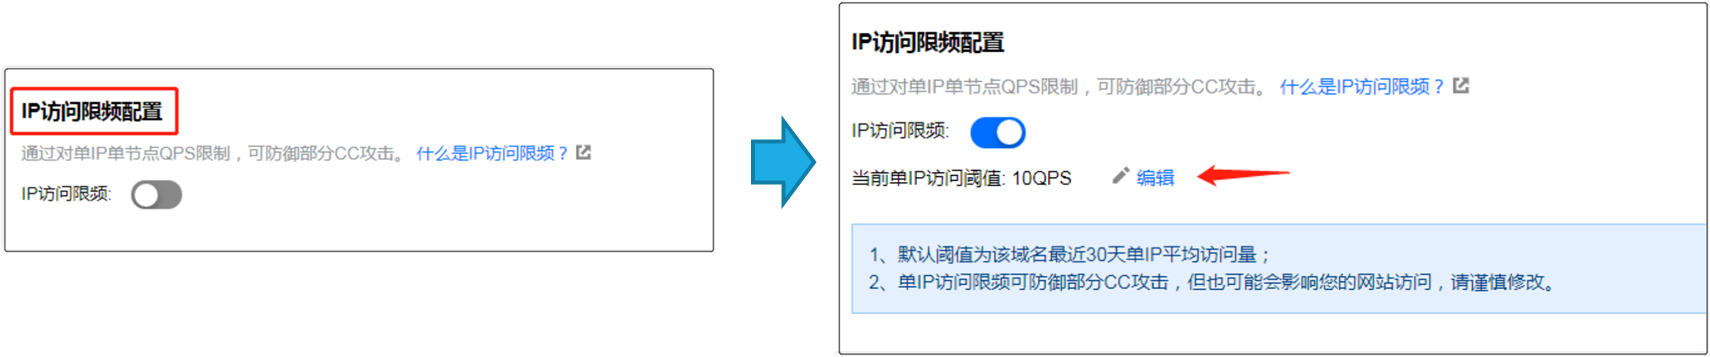 IP访问限频配置
通过对单IP单节点QPS限制，可防御部分CC攻击。 什么是IP访问限频？
IP访问限频:
IP访问限频配置
通过对单IP单节点QPS限制，可防御部分CC攻击。 什么是IP访问限频？
IP访问限频:
当前单IP访问阈值: 10QPS 编辑
1、默认阈值为该域名最近30天单IP平均访问量；
2、单IP访问限频可防御部分CC攻击，但也可能会影响您的网站访问，请谨慎修改。